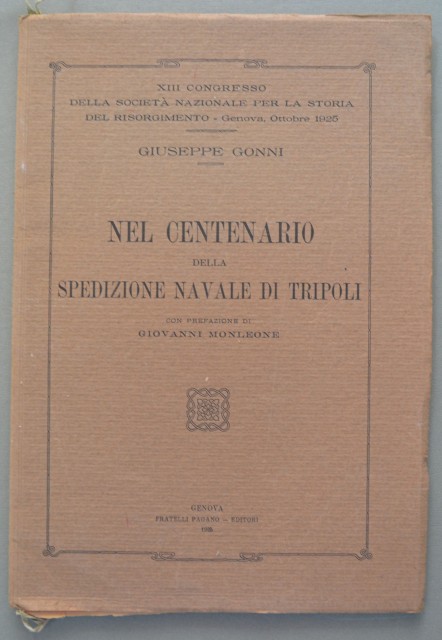 XIII CONGRESSO
DELLA SOCIETÀ NAZIONALE PER LA STORIA
DEL RISORGIMENTO - Genova, Ottobre 1925
GIUSEPPE GONNI
NEL CENTENARIO
DELLA
SPEDIZIONE NAVALE DI TRIPOLI
CON PREFAZIONE DI
GIOVANNI MONLEONE
GENOVA
FRATELLI PAGANO — EDITORI